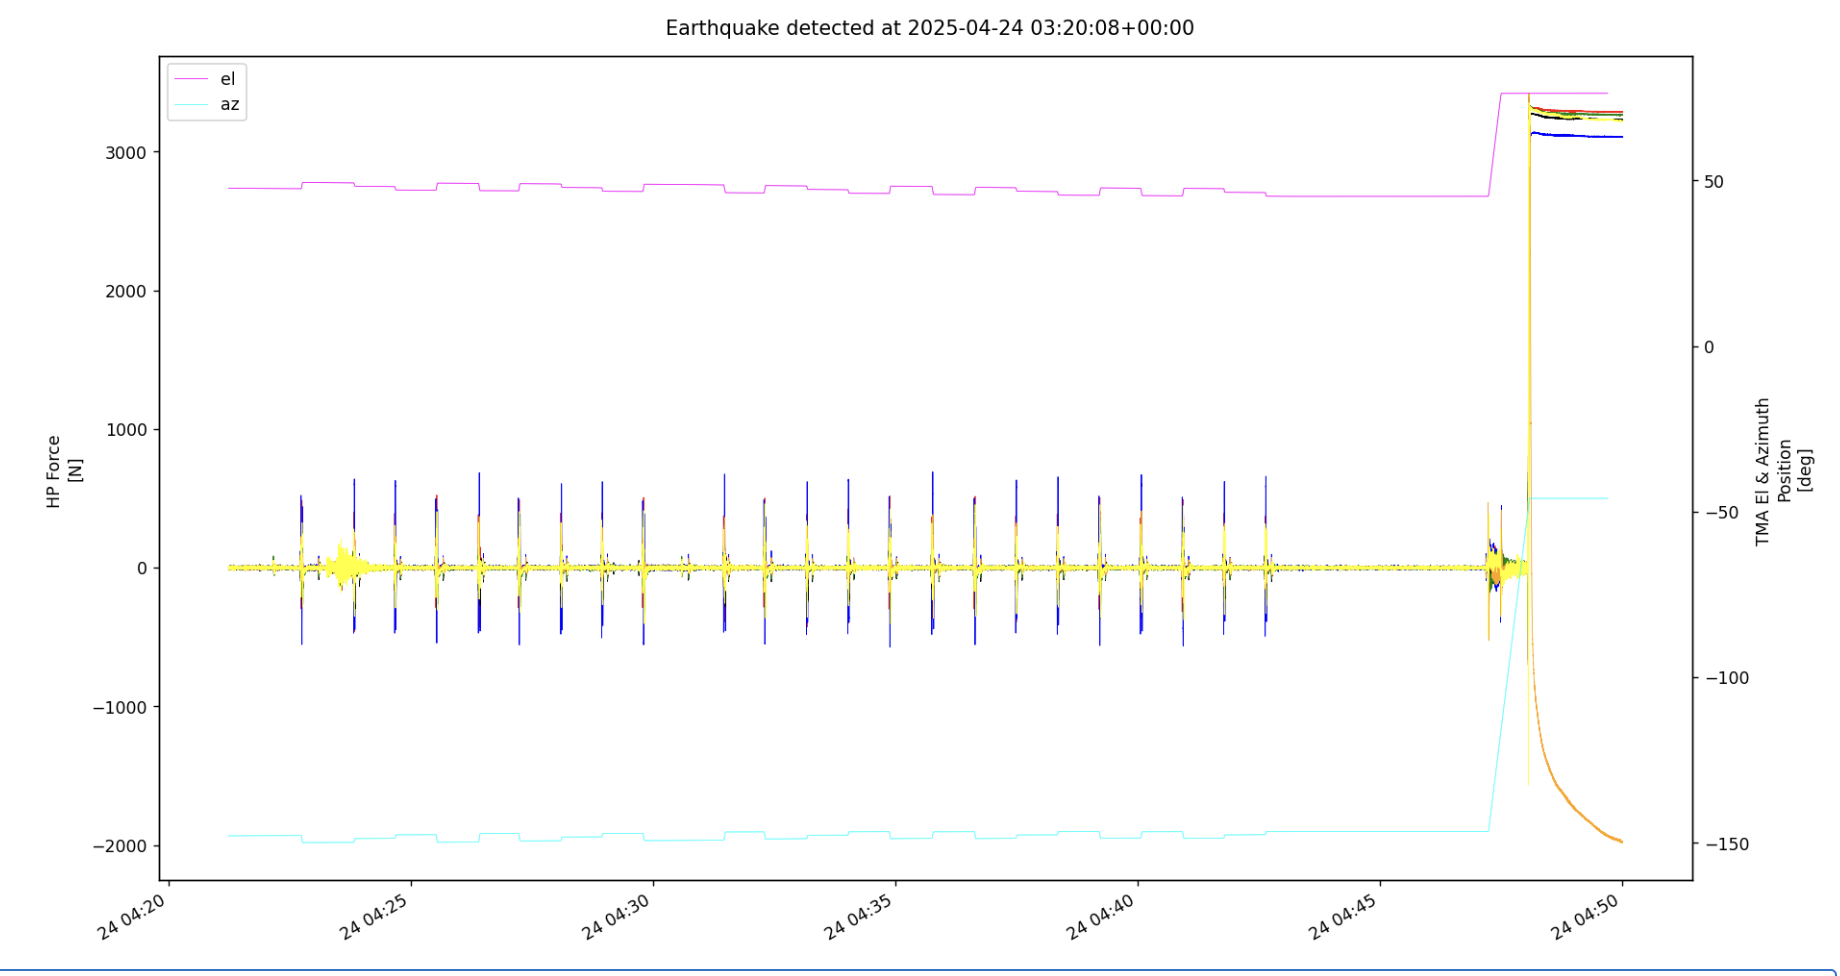 Earthquake detected at 2025-04-24 03:20:08+00:00
el
az
HP Force
[N]
3000
2000
1000
0
−1000
−2000
50
0
−50
−100
−150
TMA El & Azimuth
Position
[deg]
24 04:20
24 04:25
24 04:30
24 04:35
24 04:40
24 04:45
24 04:50